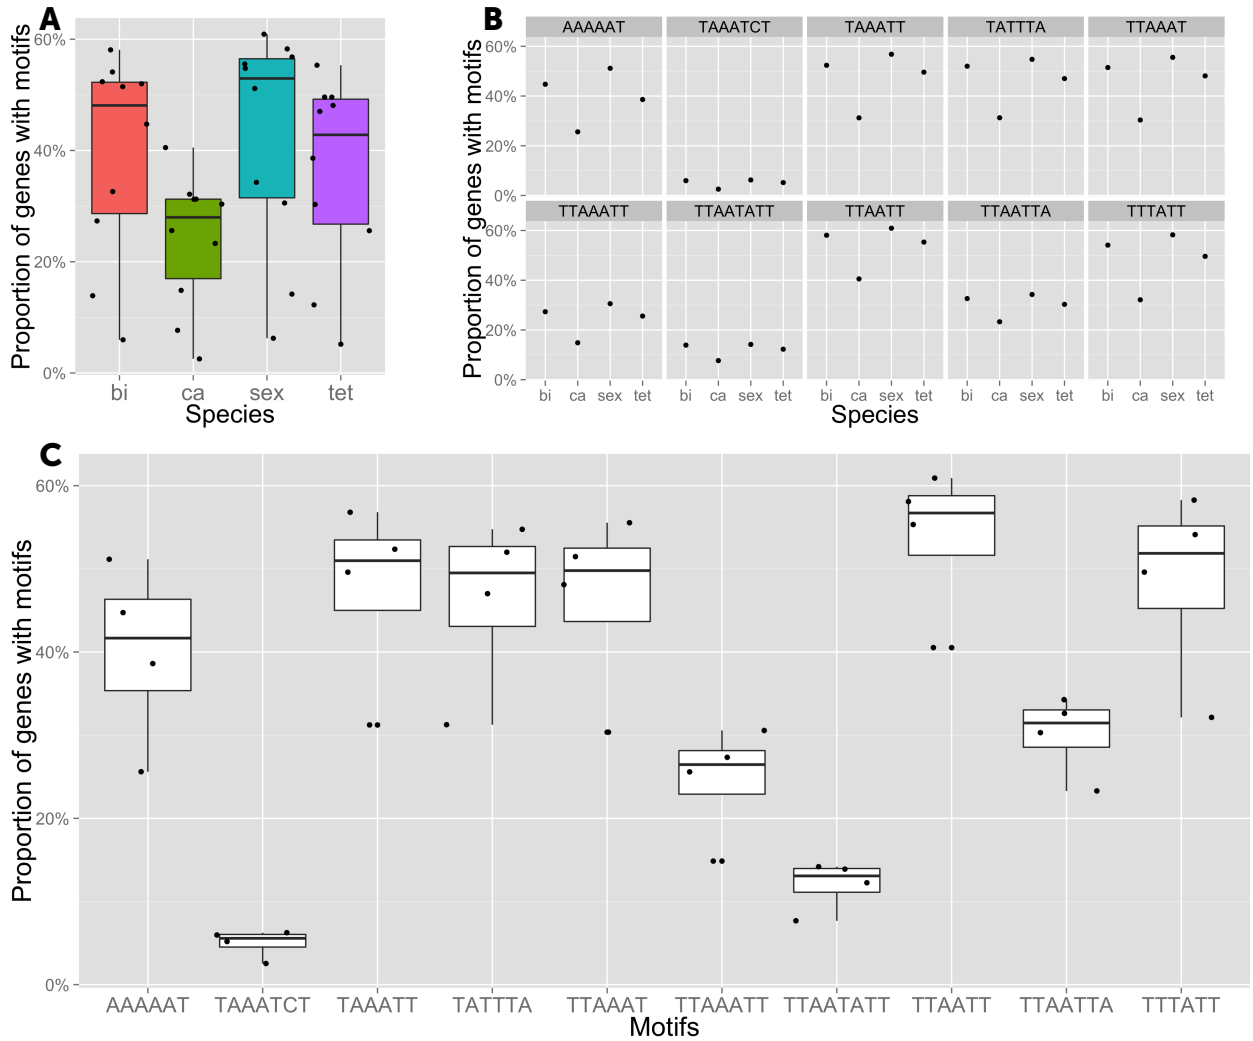 A
Proportion of genes with motifs
60%
40%
20%
0%
bi ca sex tet
Species
B
Proportion of genes with motifs
AAAAAT TAAATCT TAAATT TATTTA TTAAAT
60%
40%
20%
0%
TTAAATT TTAATATT TTAATT TTAATTA TTTATT
60%
40%
20%
0%
bi ca sex tet bi ca sex tet bi ca sex tet bi ca sex tet bi ca sex tet
Species
C
Proportion of genes with motifs
60%
40%
20%
0%
AAAAAT TAAATCT TAAATT TATTTA TTAAAT TTAAATT TTAATATT TTAATT TTAATTA TTTATT
Motifs